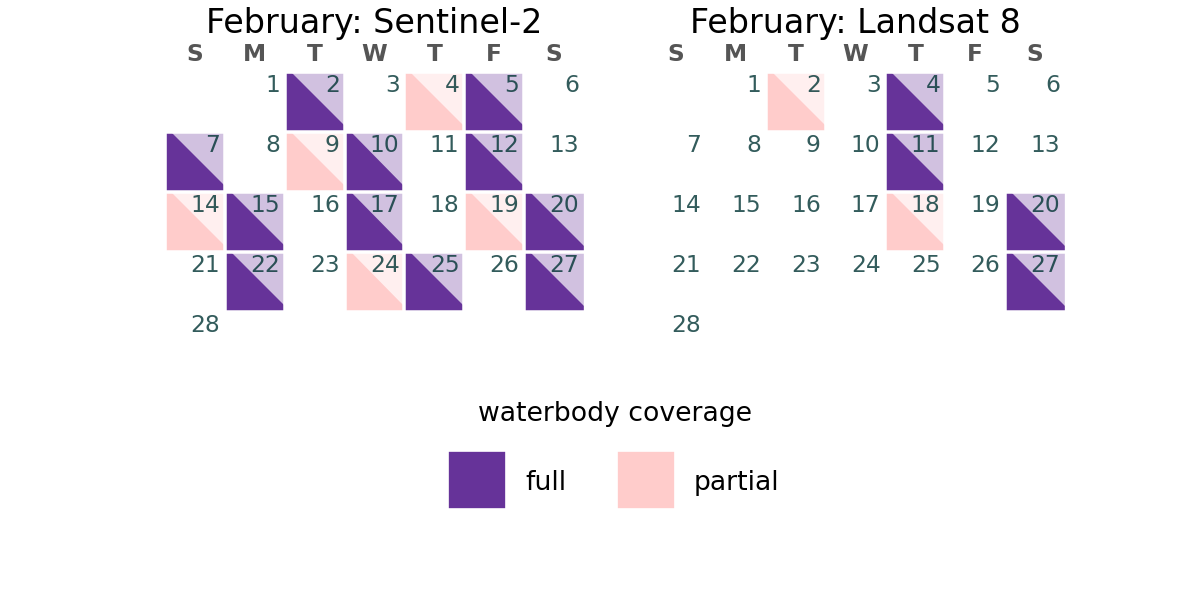 February: Sentinel-2
S M T W T F S
1 2 3 4 5 6
7 8 9 10 11 12 13
14 15 16 17 18 19 20
21 22 23 24 25 26 27
28
February: Landsat 8
S M T W T F S
1 2 3 4 5 6
7 8 9 10 11 12 13
14 15 16 17 18 19 20
21 22 23 24 25 26 27
28
waterbody coverage
full
partial